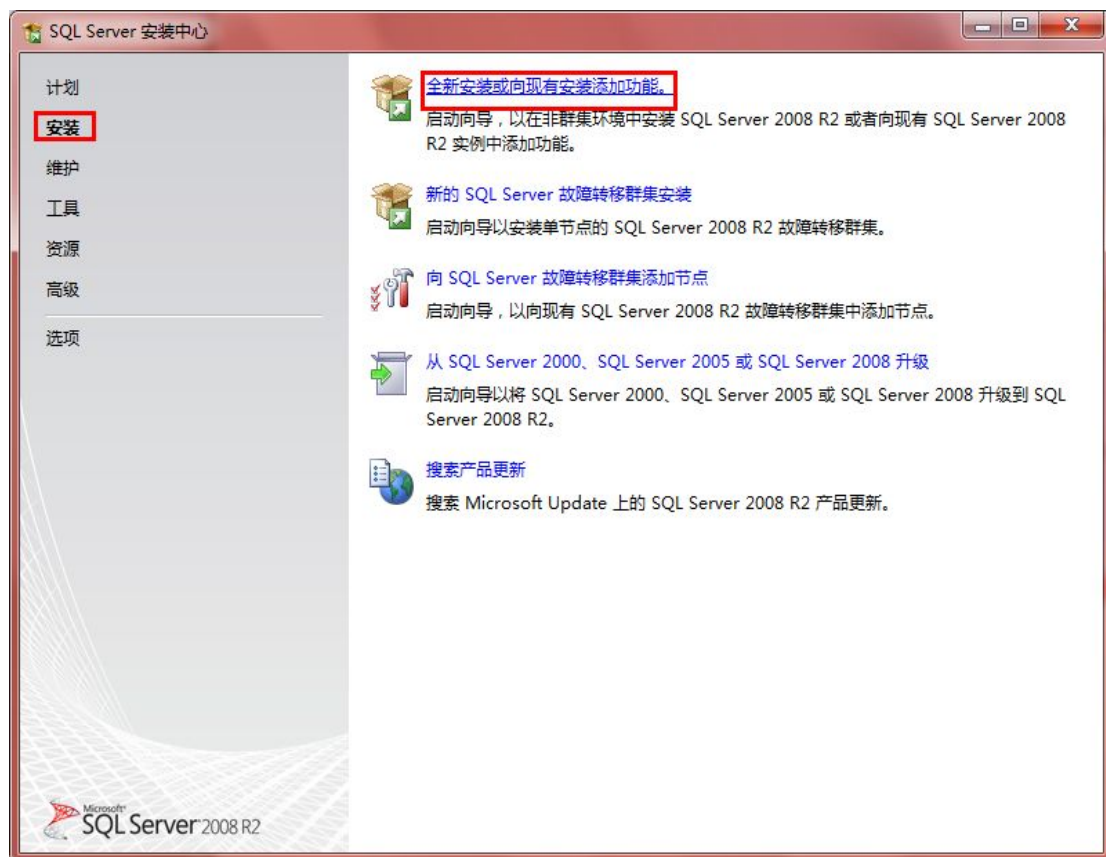 SQL Server 安装中心
计划
安装
维护
工具
资源
高级
选项
全新安装或向现有安装添加功能。
启动向导，以在非群集环境中安装 SQL Server 2008 R2 或者向现有 SQL Server 2008
R2 实例中添加功能。
新的 SQL Server 故障转移群集安装
启动向导以安装单节点的 SQL Server 2008 R2 故障转移群集。
向 SQL Server 故障转移群集添加节点
启动向导，以向现有 SQL Server 2008 R2 故障转移群集中添加节点。
从 SQL Server 2000、SQL Server 2005 或 SQL Server 2008 升级
启动向导以将 SQL Server 2000、SQL Server 2005 或 SQL Server 2008 升级到 SQL
Server 2008 R2。
搜索产品更新
搜索 Microsoft Update 上的 SQL Server 2008 R2 产品更新。
Microsoft
SQL Server 2008 R2